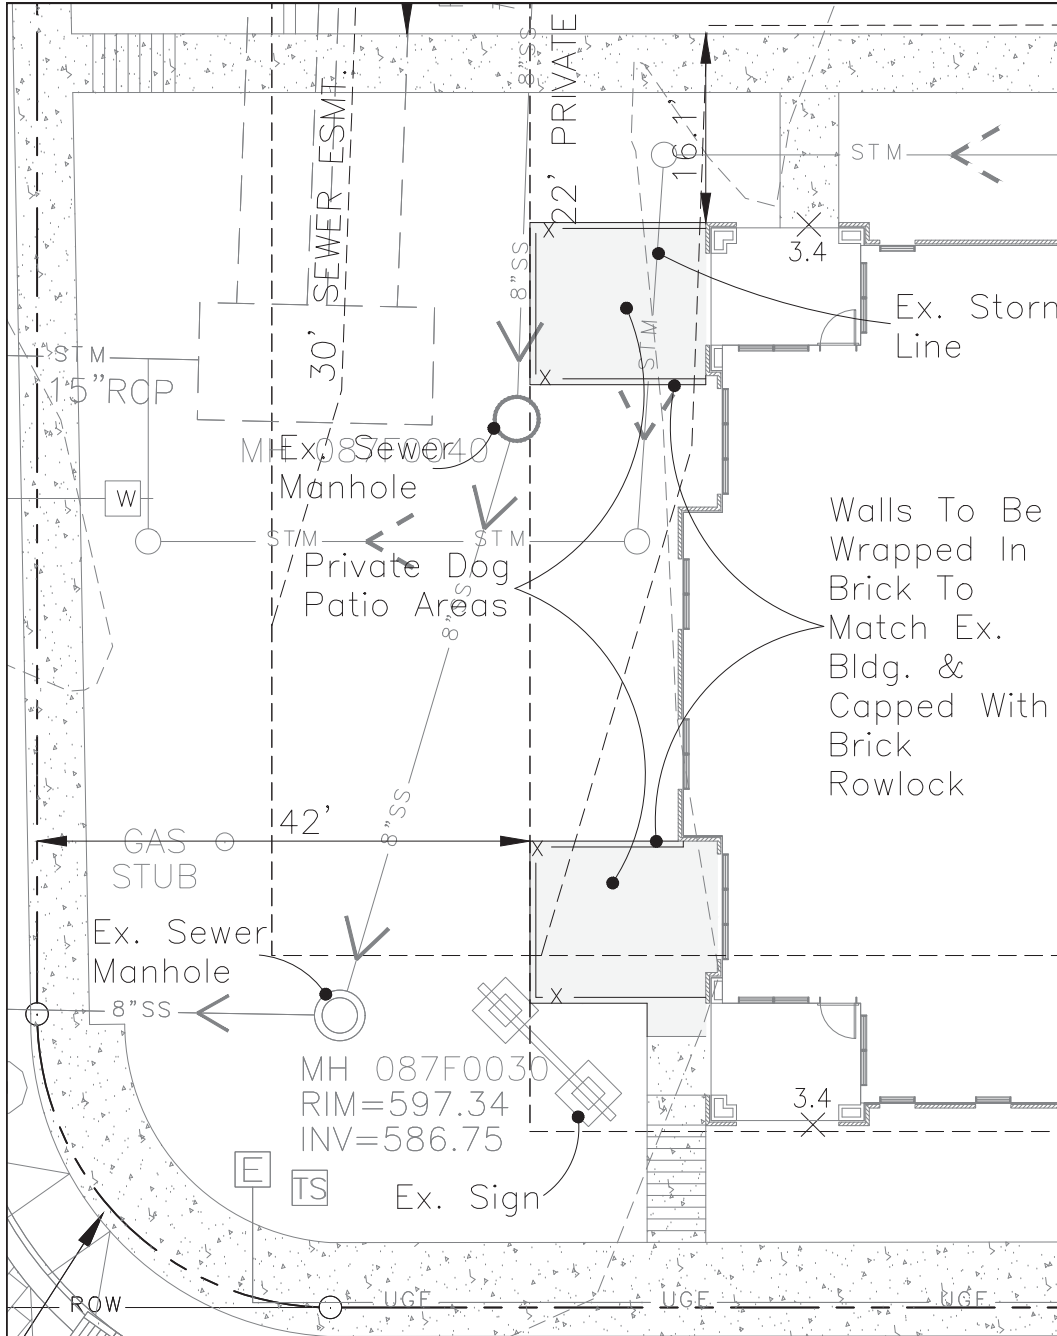 8"SS
22' PRIVATE
30' SEWER ESMT.
16.1'
STM
3.4
8"SS
Ex. Storm
Line
STM
STM
15"RCP
MH 087F0040
Ex. Sewer
Manhole
W
STM
STM
Private Dog
Patio Areas
8"SS
Walls To Be
Wrapped In
Brick To
Match Ex.
Bldg. &
Capped With
Brick
Rowlock
8"SS
42'
GAS
STUB
Ex. Sewer
Manhole
8"SS
MH 087F0030
RIM=597.34
INV=586.75
3.4
E
TS
Ex. Sign
ROW
UGE
UGE
UGE